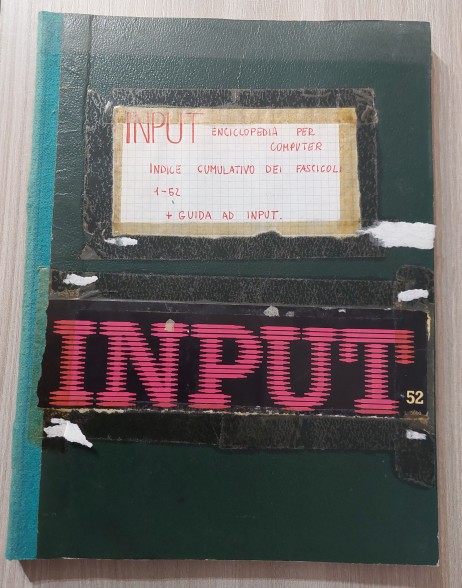 INPUT ENCICLOPEDIA PER
COMPUTER
INDICE CUMULATIVO DEI FASCICOLI
1-52
+ GUIDA AD INPUT.
INPUT
52